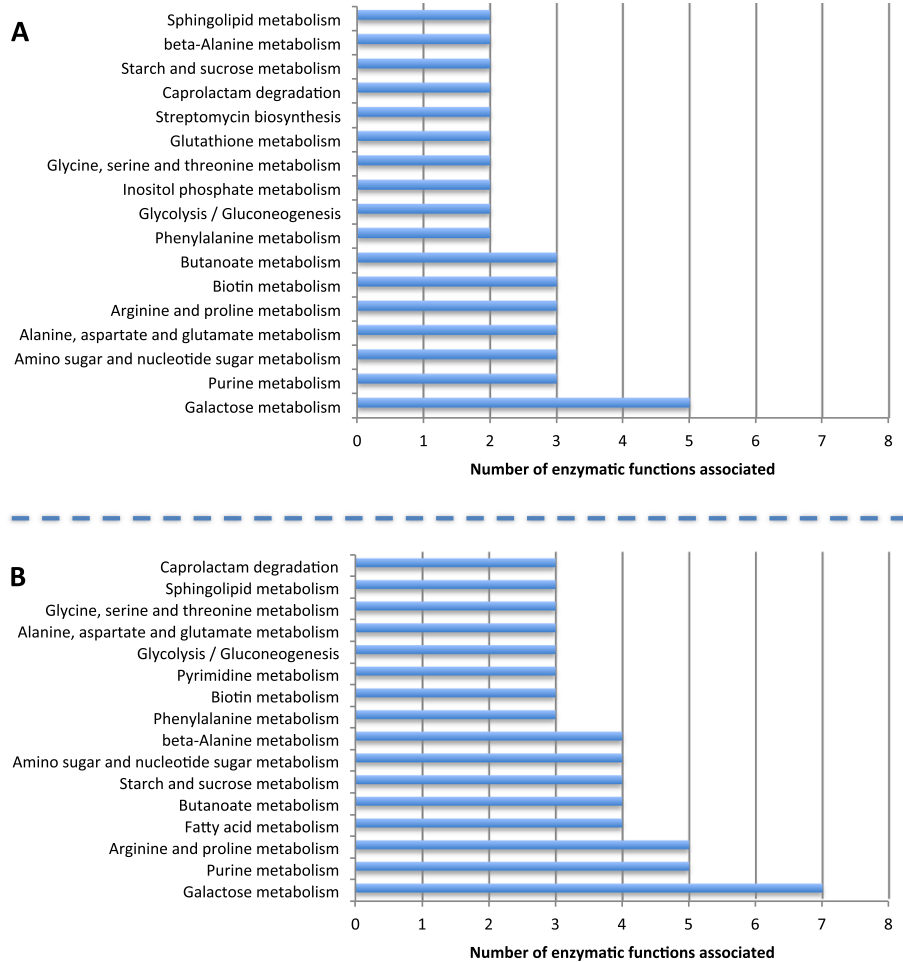 A
Sphingolipid metabolism
beta-Alanine metabolism
Starch and sucrose metabolism
Caprolactam degradation
Streptomycin biosynthesis
Glutathione metabolism
Glycine, serine and threonine metabolism
Inositol phosphate metabolism
Glycolysis / Gluconeogenesis
Phenylalanine metabolism
Butanoate metabolism
Biotin metabolism
Arginine and proline metabolism
Alanine, aspartate and glutamate metabolism
Amino sugar and nucleotide sugar metabolism
Purine metabolism
Galactose metabolism
0 1 2 3 4 5 6 7 8
Number of enzymatic functions associated
B
Caprolactam degradation
Sphingolipid metabolism
Glycine, serine and threonine metabolism
Alanine, aspartate and glutamate metabolism
Glycolysis / Gluconeogenesis
Pyrimidine metabolism
Biotin metabolism
Phenylalanine metabolism
beta-Alanine metabolism
Amino sugar and nucleotide sugar metabolism
Starch and sucrose metabolism
Butanoate metabolism
Fatty acid metabolism
Arginine and proline metabolism
Purine metabolism
Galactose metabolism
0 1 2 3 4 5 6 7 8
Number of enzymatic functions associated